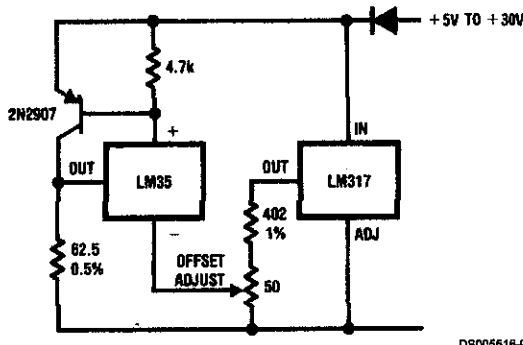 +5V TO +30V
4.7k
2N2907
+
IN
OUT
LM35
OUT
LM317
402
1%
ADJ
−
62.5
0.5%
OFFSET
ADJUST
50